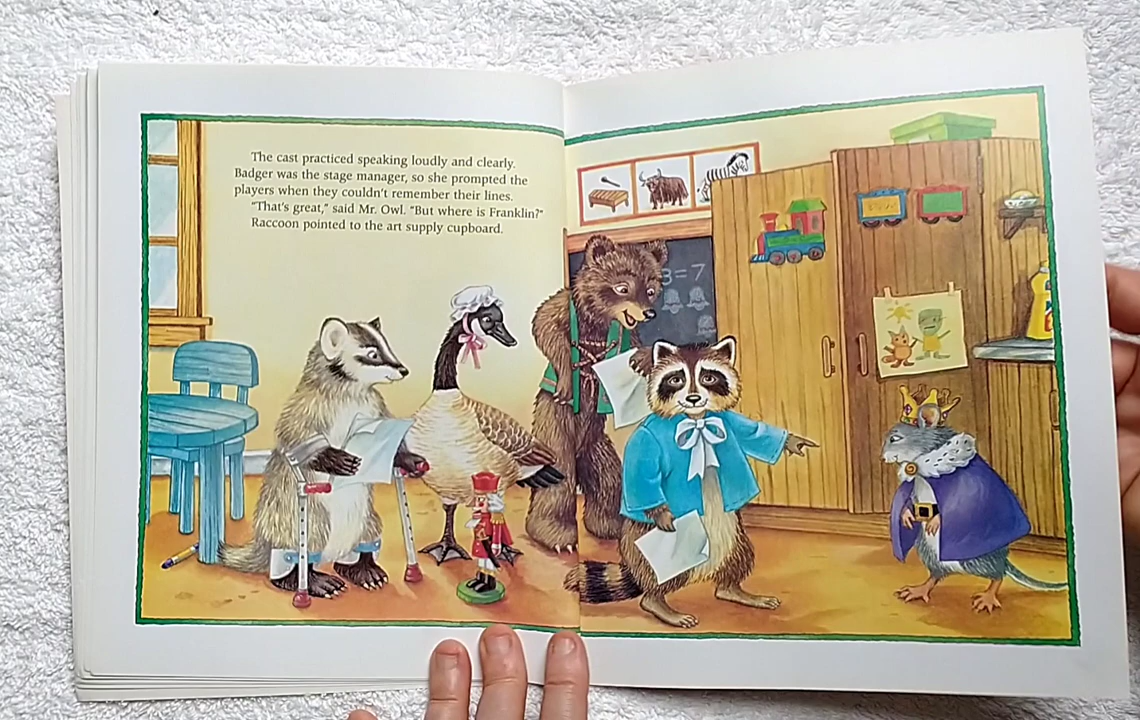 The cast practiced speaking loudly and clearly.
Badger was the stage manager, so she prompted the
players when they couldn't remember their lines.
"That's great," said Mr. Owl. "But where is Franklin?"
Raccoon pointed to the art supply cupboard.
3=7